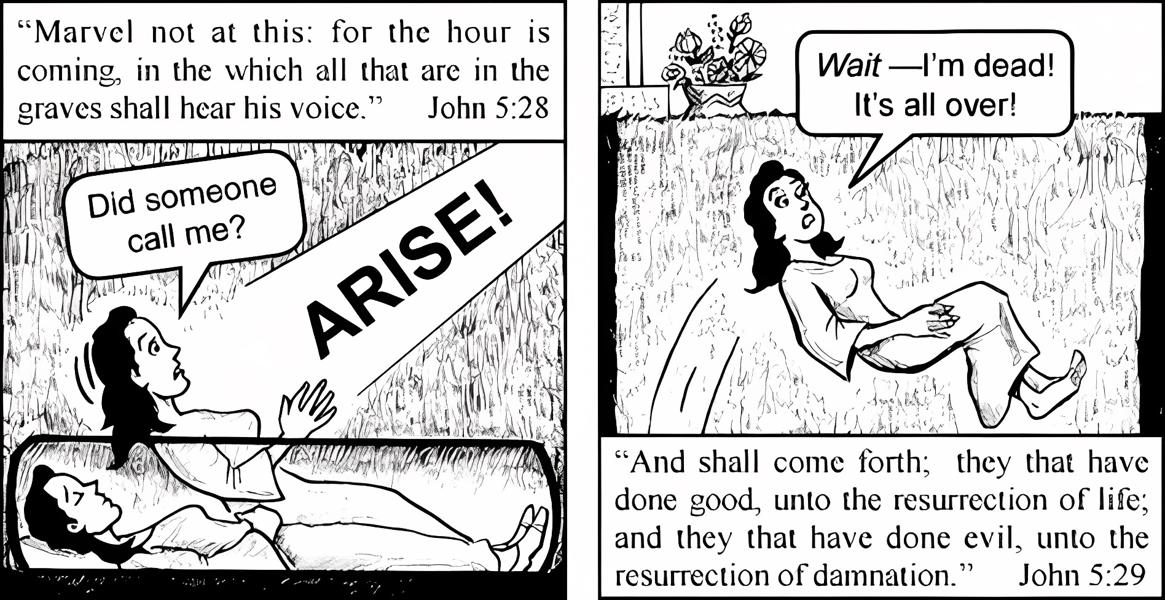 “Marvel not at this: for the hour is
coming, in the which all that are in the
graves shall hear his voice.” John 5:28
Did someone
call me?
ARISE!
Wait —I'm dead!
It's all over!
“And shall come forth; they that have
done good, unto the resurrection of life;
and they that have done evil, unto the
resurrection of damnation.” John 5:29